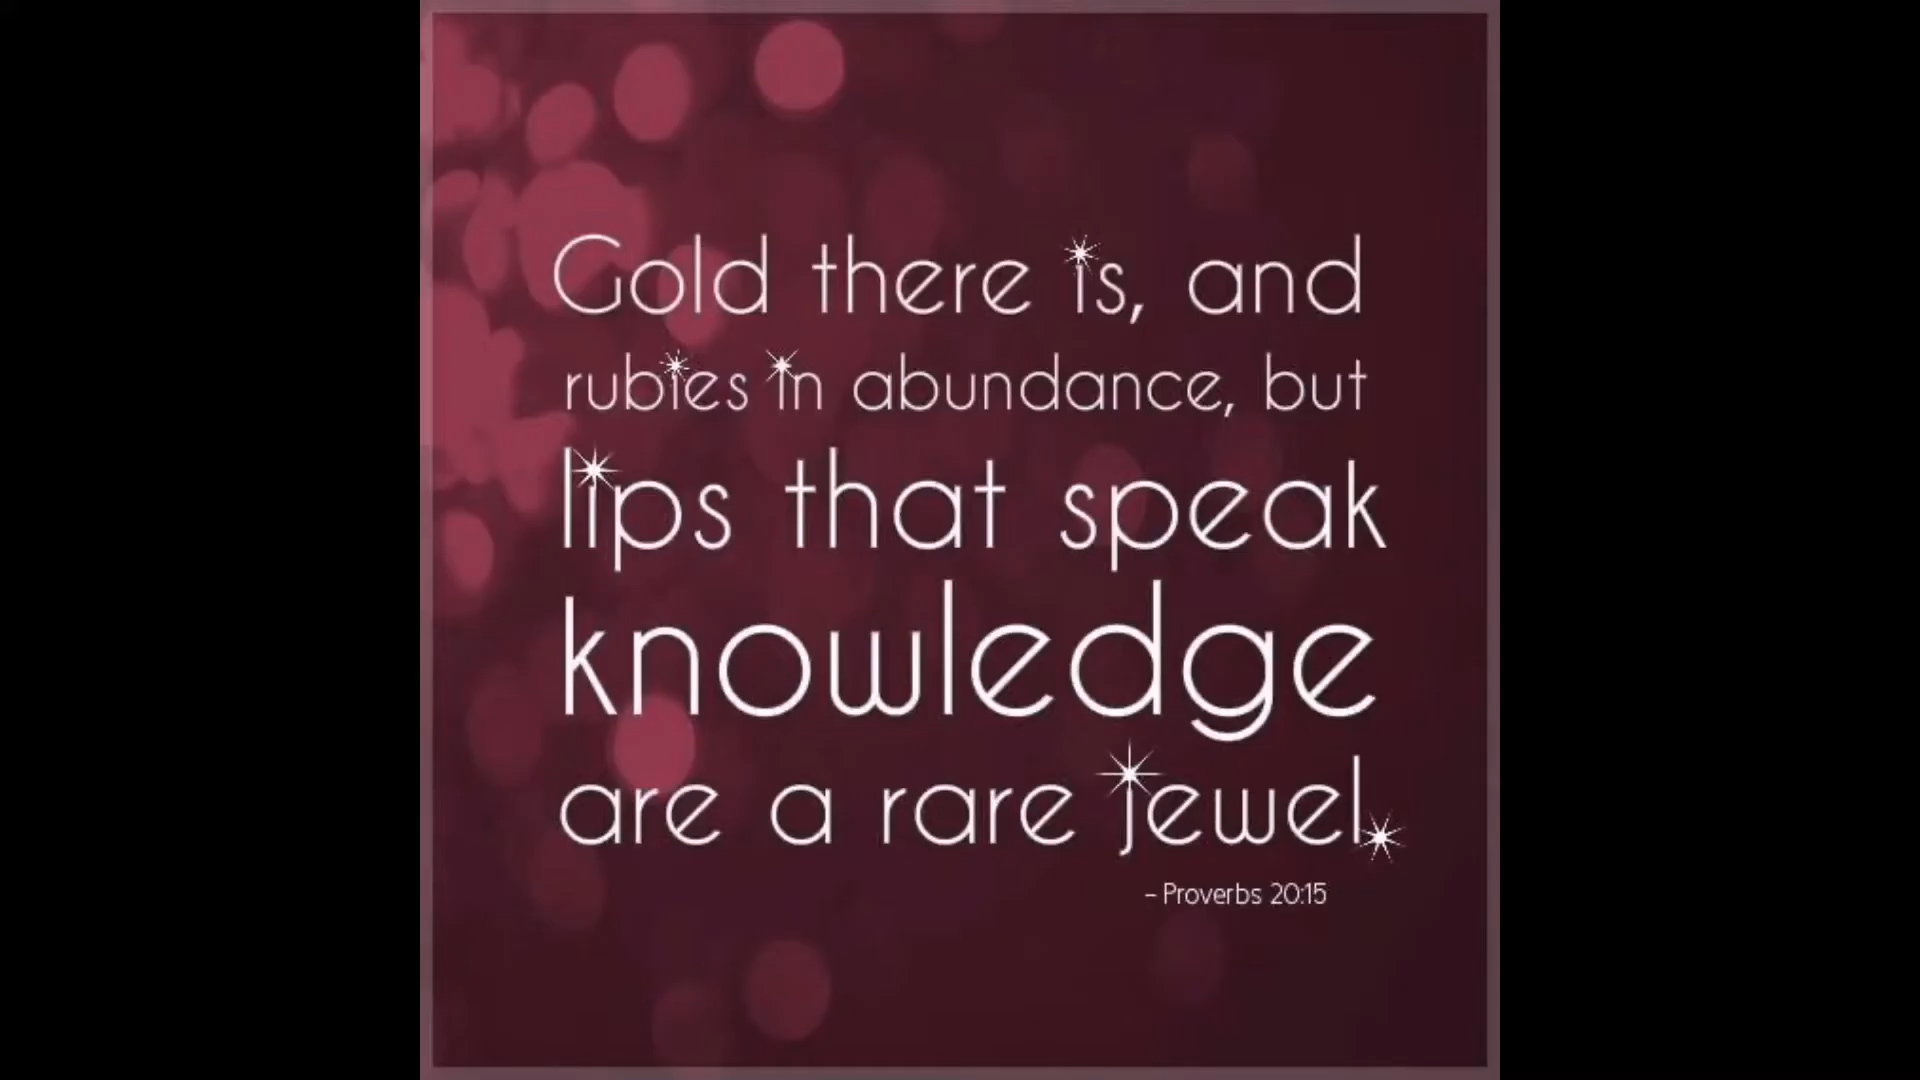 Gold there is, and
rubies in abundance, but
lips that speak
knowledge
are a rare jewel.
– Proverbs 20:15